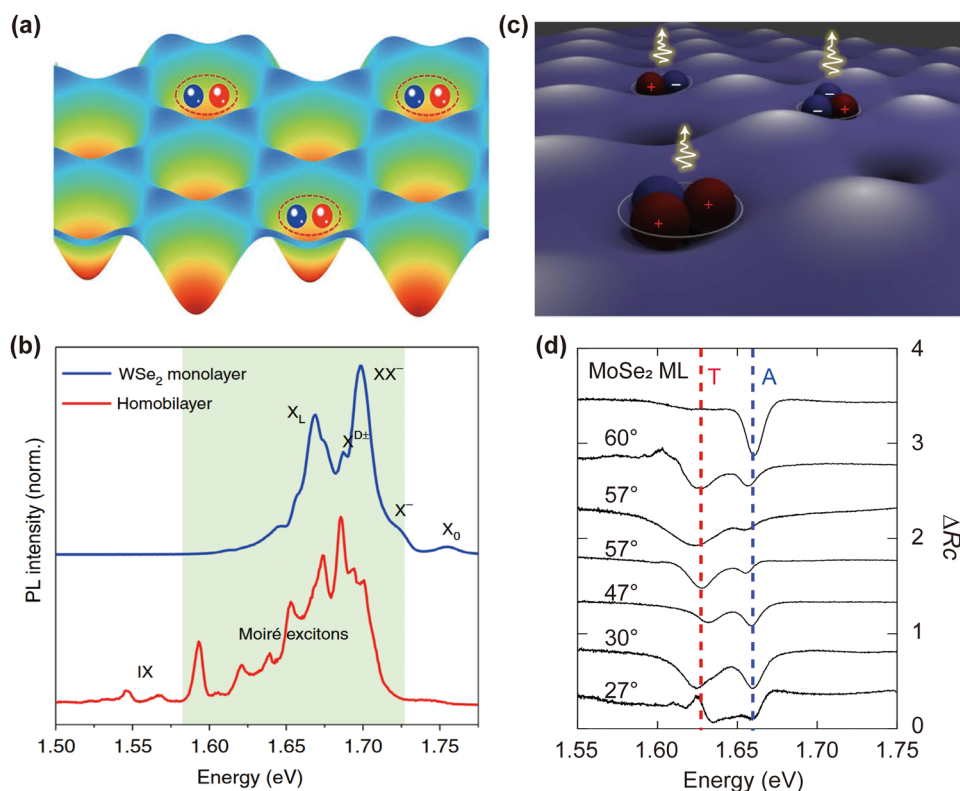 (a)
(c)
+ −
− − +
+ +
(b)
WSe₂ monolayer
Homobilayer
XX⁻
X_L
X^D±
X⁻
X₀
Moiré excitons
IX
PL intensity (norm.)
1.50 1.55 1.60 1.65 1.70 1.75
Energy (eV)
(d)
MoSe₂ ML T A
60°
57°
57°
47°
30°
27°
4
3
2
1
0
ΔRc
1.55 1.60 1.65 1.70 1.75
Energy (eV)